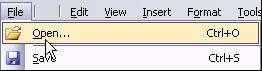 File Edit View Insert Format Tools
Open... Ctrl+O
Save Ctrl+S